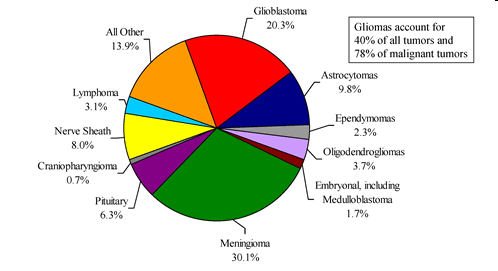 Glioblastoma
20.3%
Gliomas account for
40% of all tumors and
78% of malignant tumors
All Other
13.9%
Astrocytomas
9.8%
Lymphoma
3.1%
Ependymomas
2.3%
Nerve Sheath
8.0%
Oligodendrogliomas
3.7%
Craniopharyngioma
0.7%
Embryonal, including
Medulloblastoma
1.7%
Pituitary
6.3%
Meningioma
30.1%